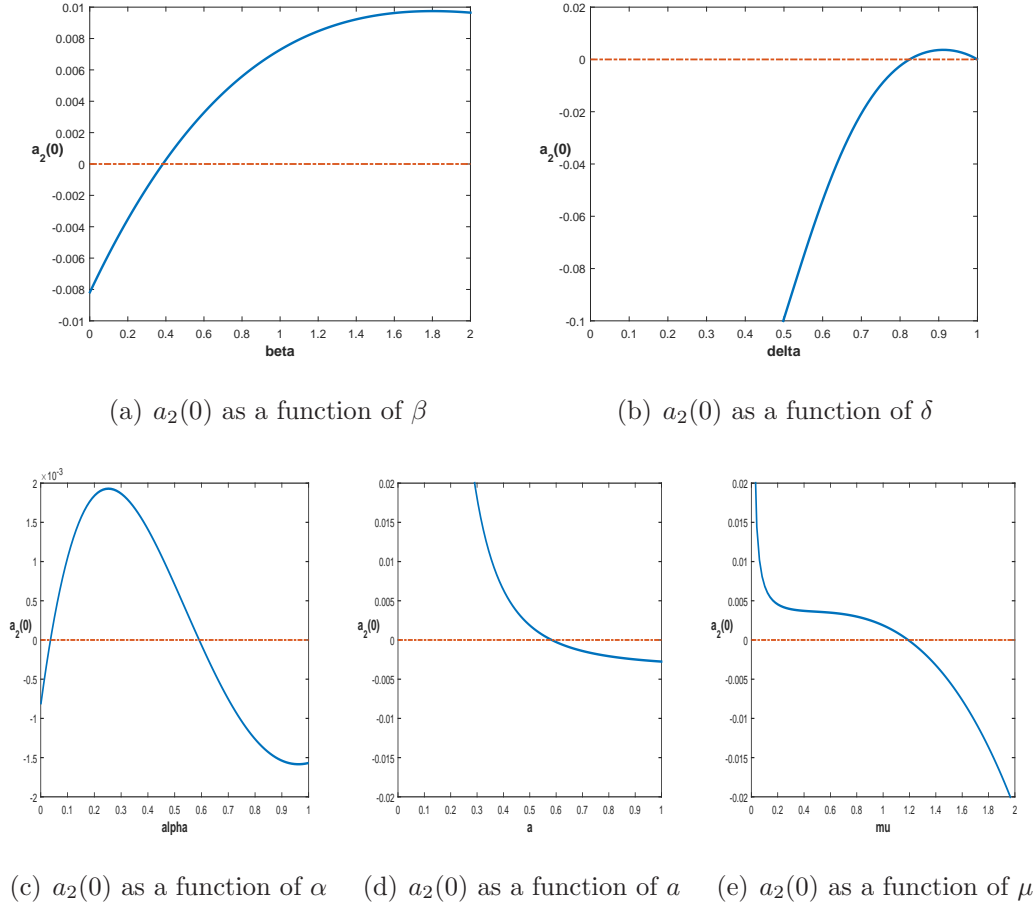 0.01
0.008
0.006
0.004
0.002
a_2(0)
0
-0.002
-0.004
-0.006
-0.008
-0.01
0 0.2 0.4 0.6 0.8 1 1.2 1.4 1.6 1.8 2
beta
0.02
0
-0.02
a_2(0)
-0.04
-0.06
-0.08
-0.1
0 0.1 0.2 0.3 0.4 0.5 0.6 0.7 0.8 0.9 1
delta
(a) a_2(0) as a function of β
(b) a_2(0) as a function of δ
×10^-3
2
1.5
1
0.5
a_2(0)
0
-0.5
-1
-1.5
-2
0 0.1 0.2 0.3 0.4 0.5 0.6 0.7 0.8 0.9 1
alpha
0.02
0.015
0.01
0.005
a_2(0)
0
-0.005
-0.01
-0.015
-0.02
0 0.1 0.2 0.3 0.4 0.5 0.6 0.7 0.8 0.9 1
a
0.02
0.015
0.01
0.005
a_2(0)
0
-0.005
-0.01
-0.015
-0.02
0 0.2 0.4 0.6 0.8 1 1.2 1.4 1.6 1.8 2
mu
(c) a_2(0) as a function of α
(d) a_2(0) as a function of a
(e) a_2(0) as a function of μ